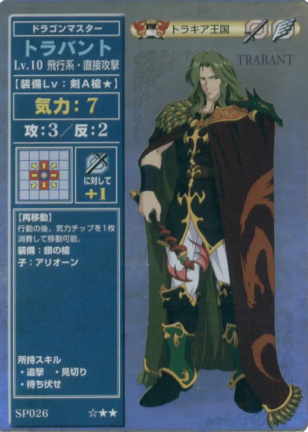 ドラゴンマスター
トラバント
Lv.10 飛行系・直接攻撃
【装備Lv：剣A槍★】
気力：7
攻：3／反：2
に対して
+1
【再移動】
行動の後、気力チップを1枚
消費して移動可能。
装備：銀の槍
子：アリオーン
所持スキル
・追撃 ・見切り
・待ち伏せ
SP026
☆★★
トラキア王国
TRABANT